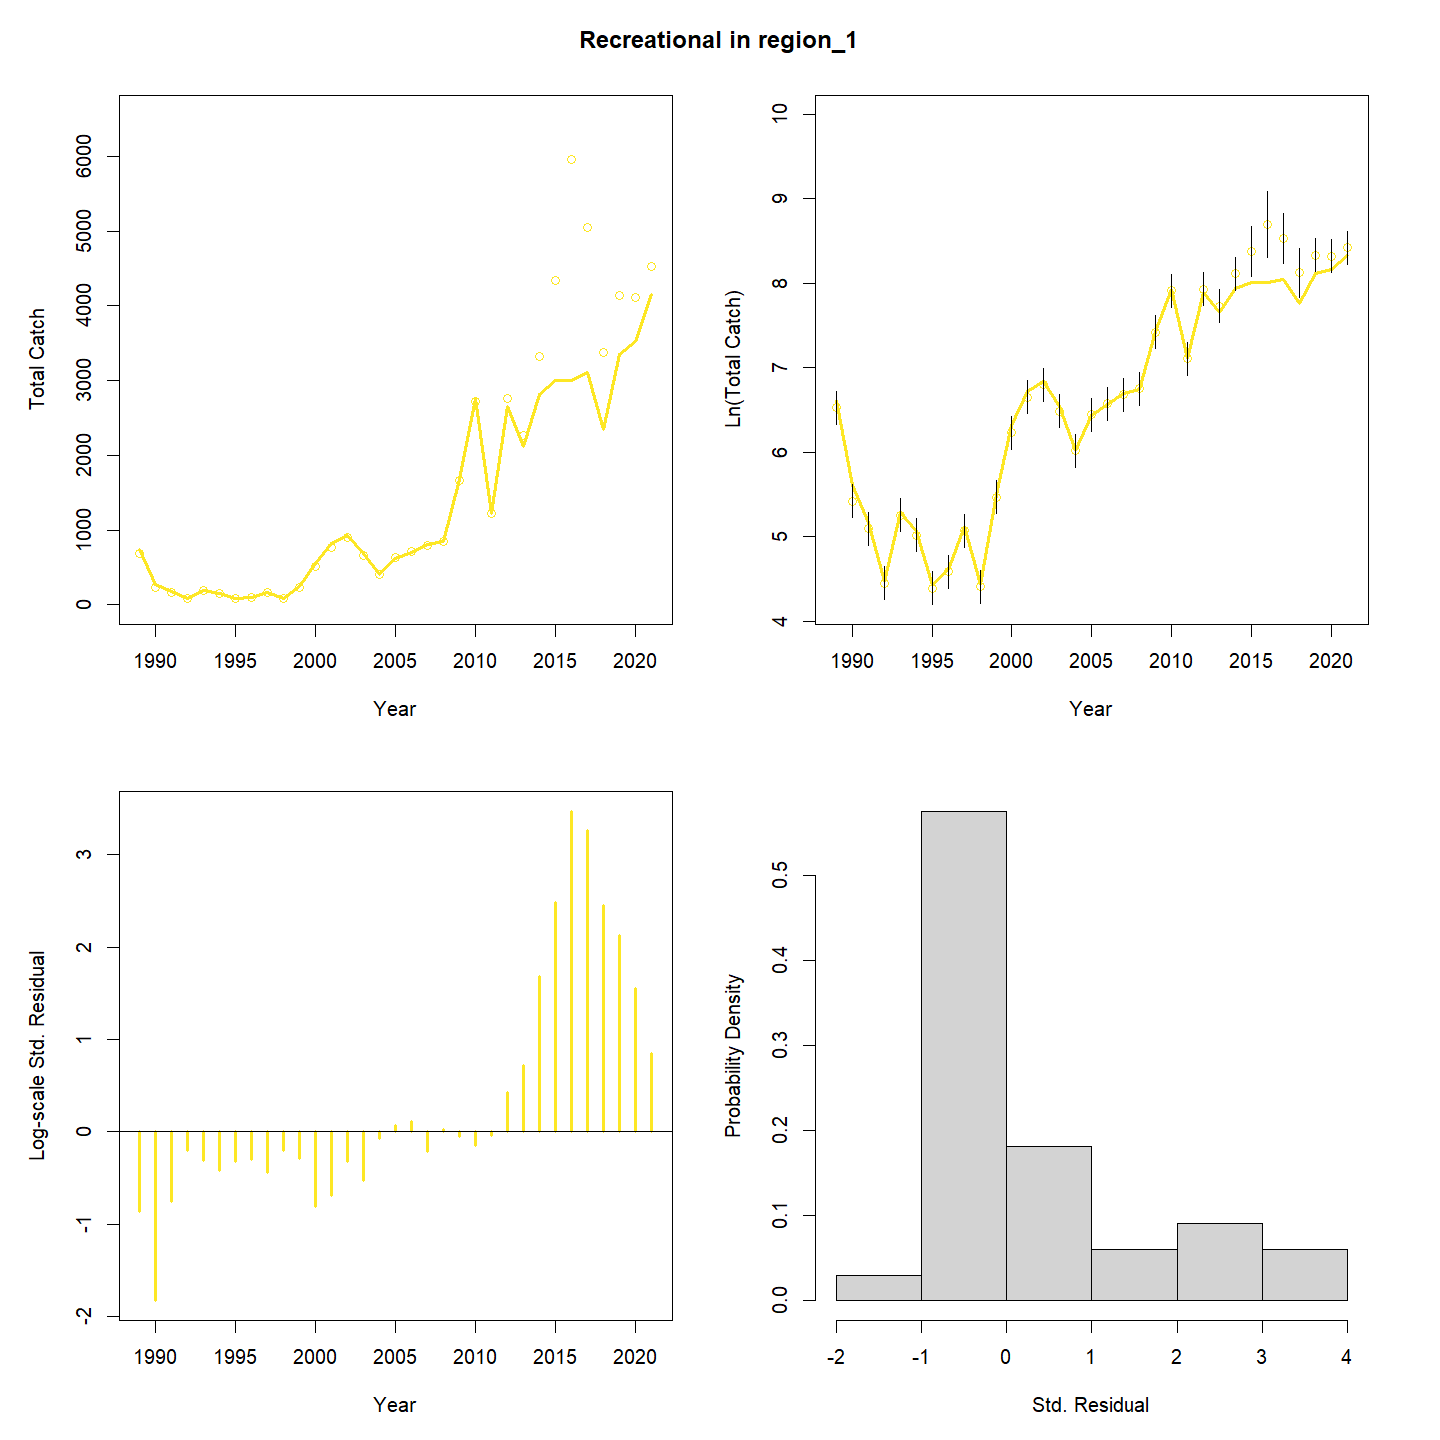 Recreational in region_1
Total Catch
0 1000 2000 3000 4000 5000 6000
1990 1995 2000 2005 2010 2015 2020
Year
Ln(Total Catch)
4 5 6 7 8 9 10
1990 1995 2000 2005 2010 2015 2020
Year
Log-scale Std. Residual
-2 -1 0 1 2 3
1990 1995 2000 2005 2010 2015 2020
Year
Probability Density
0.0 0.1 0.2 0.3 0.4 0.5
-2 -1 0 1 2 3 4
Std. Residual